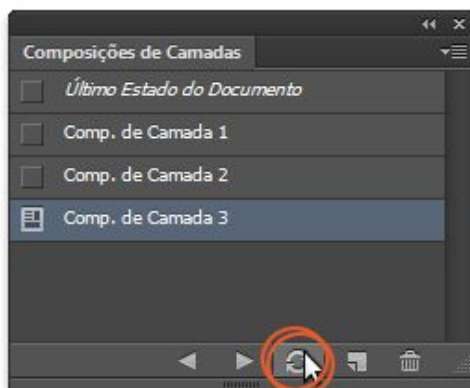 Composições de Camadas
Último Estado do Documento
Comp. de Camada 1
Comp. de Camada 2
Comp. de Camada 3